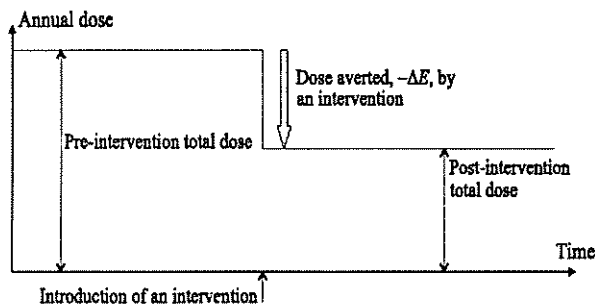 Annual dose
Dose averted, –ΔE, by
an intervention
Pre-intervention total dose
Post-intervention
total dose
Time
Introduction of an intervention